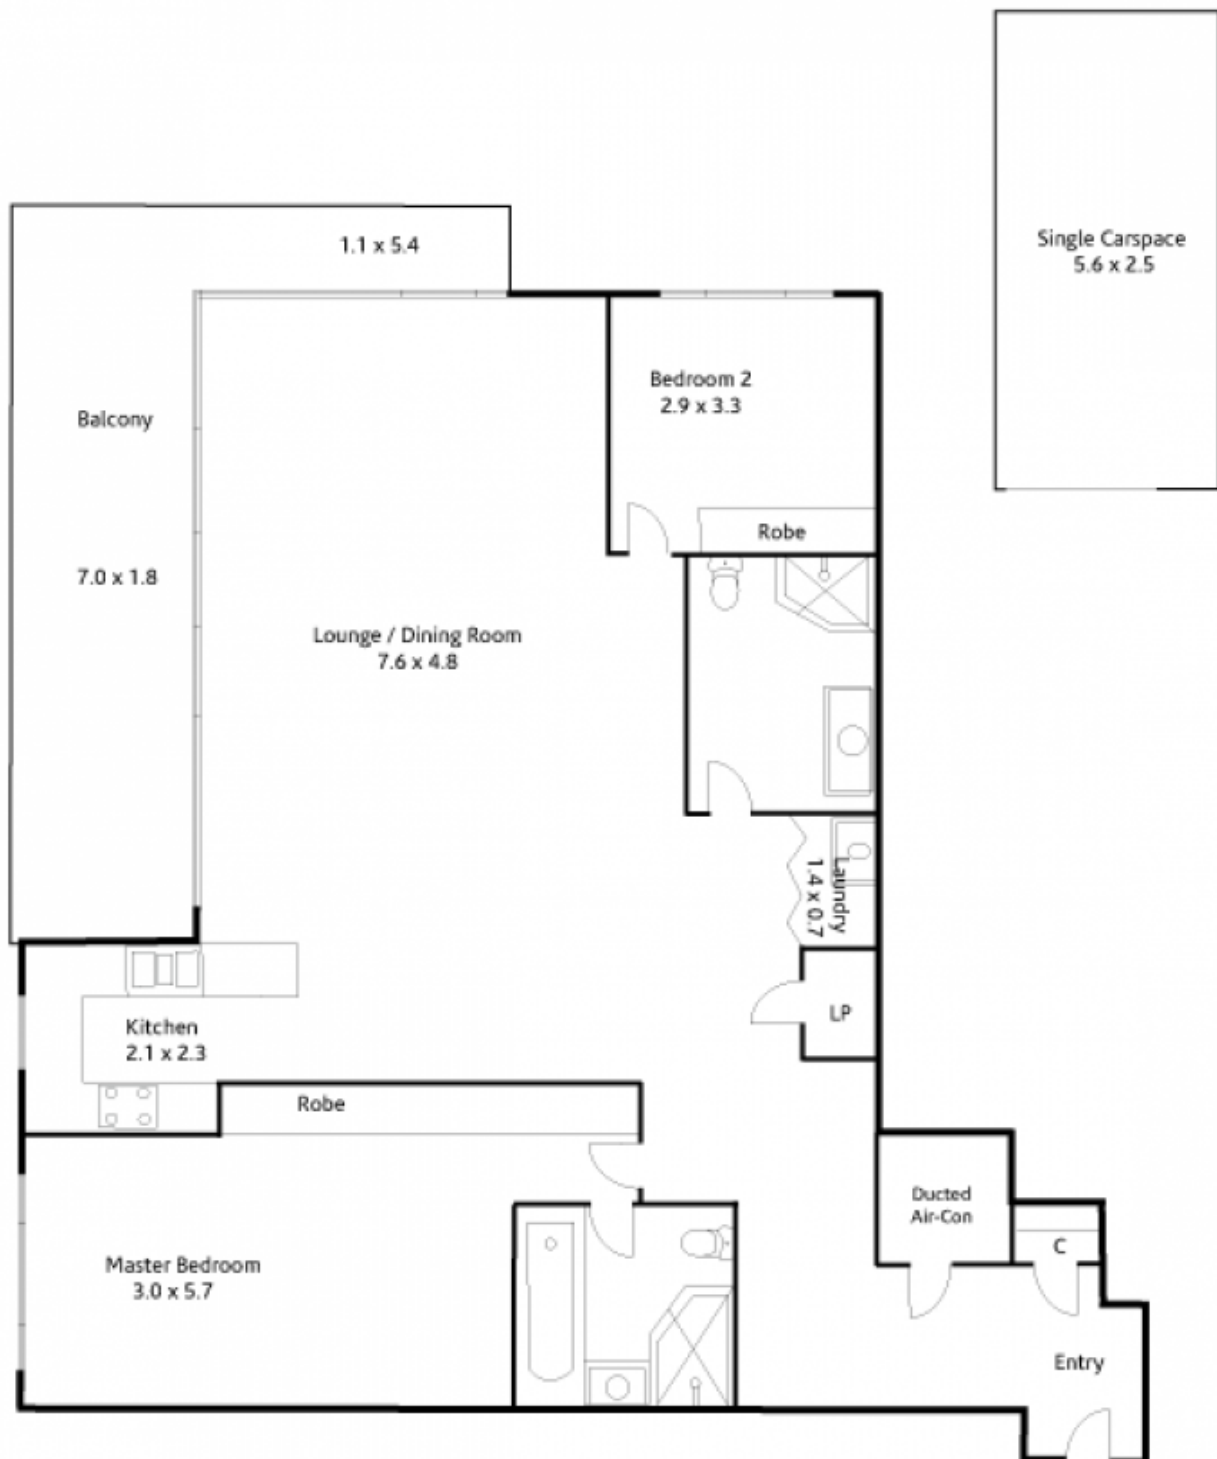 1.1 x 5.4
Single Carspace
5.6 x 2.5
Bedroom 2
2.9 x 3.3
Balcony
Robe
7.0 x 1.8
Lounge / Dining Room
7.6 x 4.8
Laundry
1.4 x 0.7
LP
Kitchen
2.1 x 2.3
Robe
Ducted
Air-Con
C
Master Bedroom
3.0 x 5.7
Entry